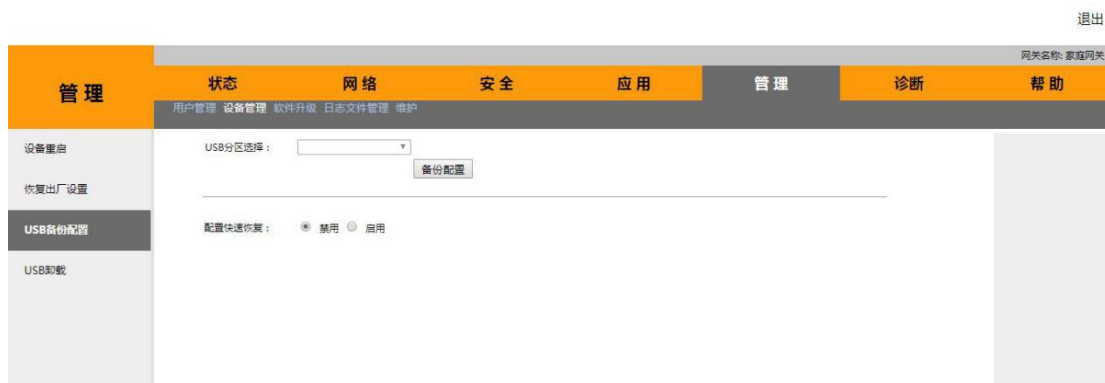 退出
网关名称: 家庭网关
管理
状态 网络 安全 应用 管理 诊断 帮助
用户管理 设备管理 软件升级 日志文件管理 维护
设备重启
恢复出厂设置
USB备份配置
USB卸载
USB分区选择：
备份配置
配置快速恢复： 禁用 启用